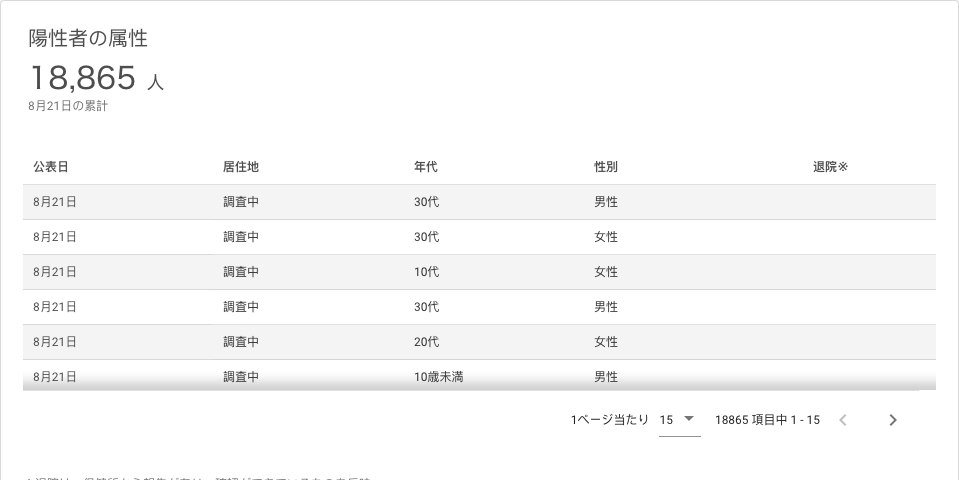 陽性者の属性
18,865 人
8月21日の累計
公表日 居住地 年代 性別 退院※
8月21日 調査中 30代 男性
8月21日 調査中 30代 女性
8月21日 調査中 10代 女性
8月21日 調査中 30代 男性
8月21日 調査中 20代 女性
8月21日 調査中 10歳未満 男性
1ページ当たり 15 18865 項目中 1 - 15